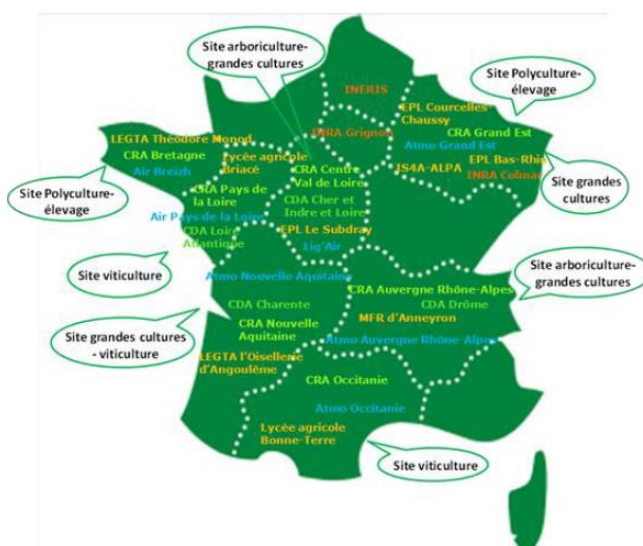 Site arboriculture-
grandes cultures
Site Polyculture-
élevage
INERIS
EPL Courcelles-
Chaussy
LEGTA Théodore Monod
INRA Grignon
CRA Grand Est
CRA Bretagne
Lycée agricole
Briacé
Atmo Grand Est
Air Breizh
CRA Centre
Val de Loire
IS4A-ALPA
EPL Bas-Rhin
INRA Colmar
Site Polyculture-
élevage
CRA Pays de
la Loire
CDA Cher et
Indre et Loire
Site grandes
cultures
Air Pays de la Loire
CDA Loire
Atlantique
EPL Le Subdray
Lig'Air
Site viticulture
Atmo Nouvelle Aquitaine
Site arboriculture-
grandes cultures
CRA Auvergne Rhône-Alpes
CDA Charente
CDA Drôme
MFR d'Anneyron
Site grandes cultures
- viticulture
CRA Nouvelle
Aquitaine
Atmo Auvergne Rhône-Alpes
LEGTA l'Oisellerie
d'Angoulême
CRA Occitanie
Atmo Occitanie
Lycée agricole
Bonne-Terre
Site viticulture